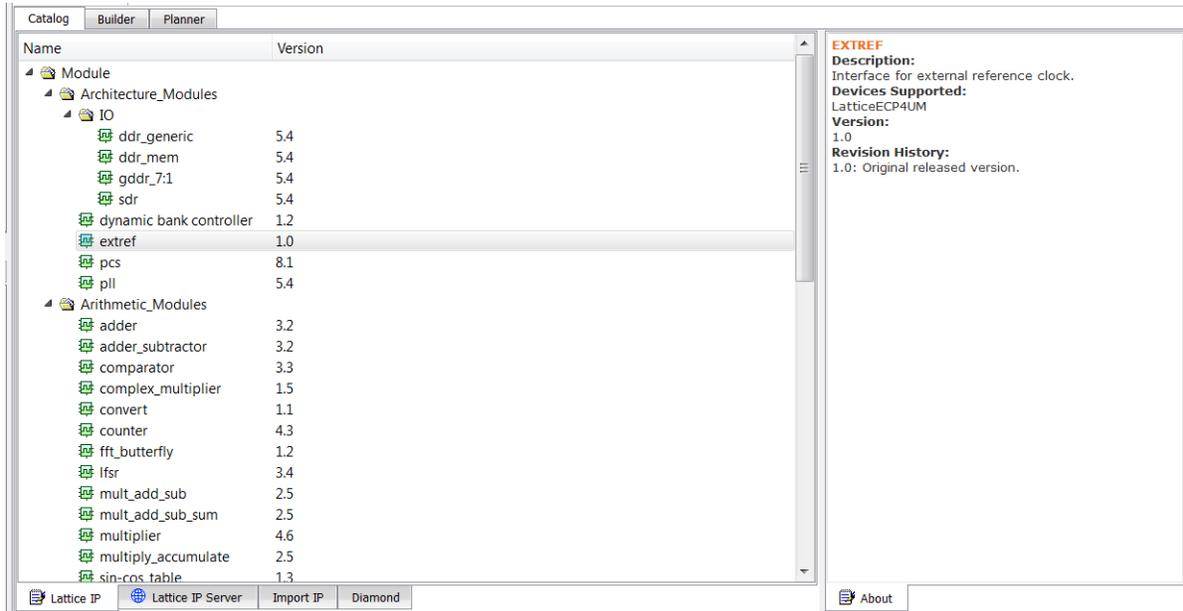 Catalog Builder Planner
Name Version
Module
Architecture_Modules
IO
ddr_generic 5.4
ddr_mem 5.4
gddr_7:1 5.4
sdr 5.4
dynamic bank controller 1.2
extref 1.0
pcs 8.1
pll 5.4
Arithmetic_Modules
adder 3.2
adder_subtractor 3.2
comparator 3.3
complex_multiplier 1.5
convert 1.1
counter 4.3
fft_butterfly 1.2
lfsr 3.4
mult_add_sub 2.5
mult_add_sub_sum 2.5
multiplier 4.6
multiply_accumulate 2.5
sin-cos_table 1.3
Lattice IP Lattice IP Server Import IP Diamond
EXTREF
Description:
Interface for external reference clock.
Devices Supported:
LatticeECP4UM
Version:
1.0
Revision History:
1.0: Original released version.
About